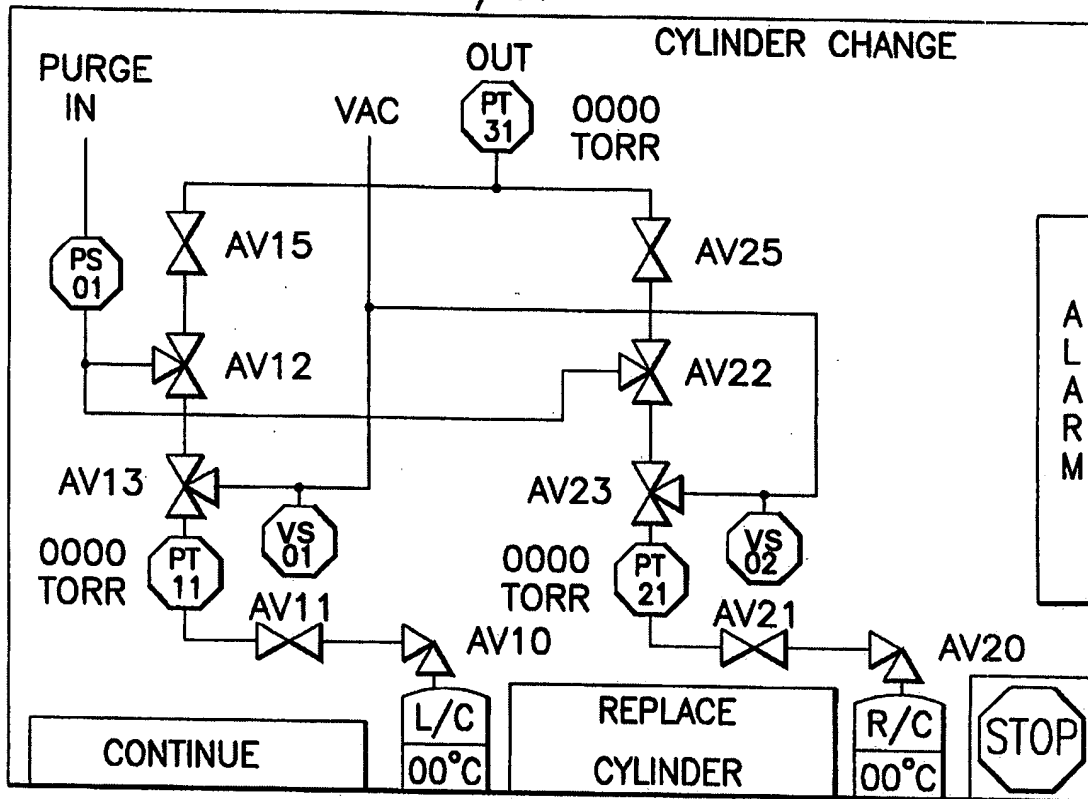 CYLINDER CHANGE
PURGE
IN
VAC
OUT
PT
31
0000
TORR
PS
01
AV15
AV25
AV12
AV22
AV13
AV23
VS
01
VS
02
0000
TORR
PT
11
0000
TORR
PT
21
AV11
AV10
AV21
AV20
CONTINUE
L/C
00°C
REPLACE
CYLINDER
R/C
00°C
STOP
A
L
A
R
M